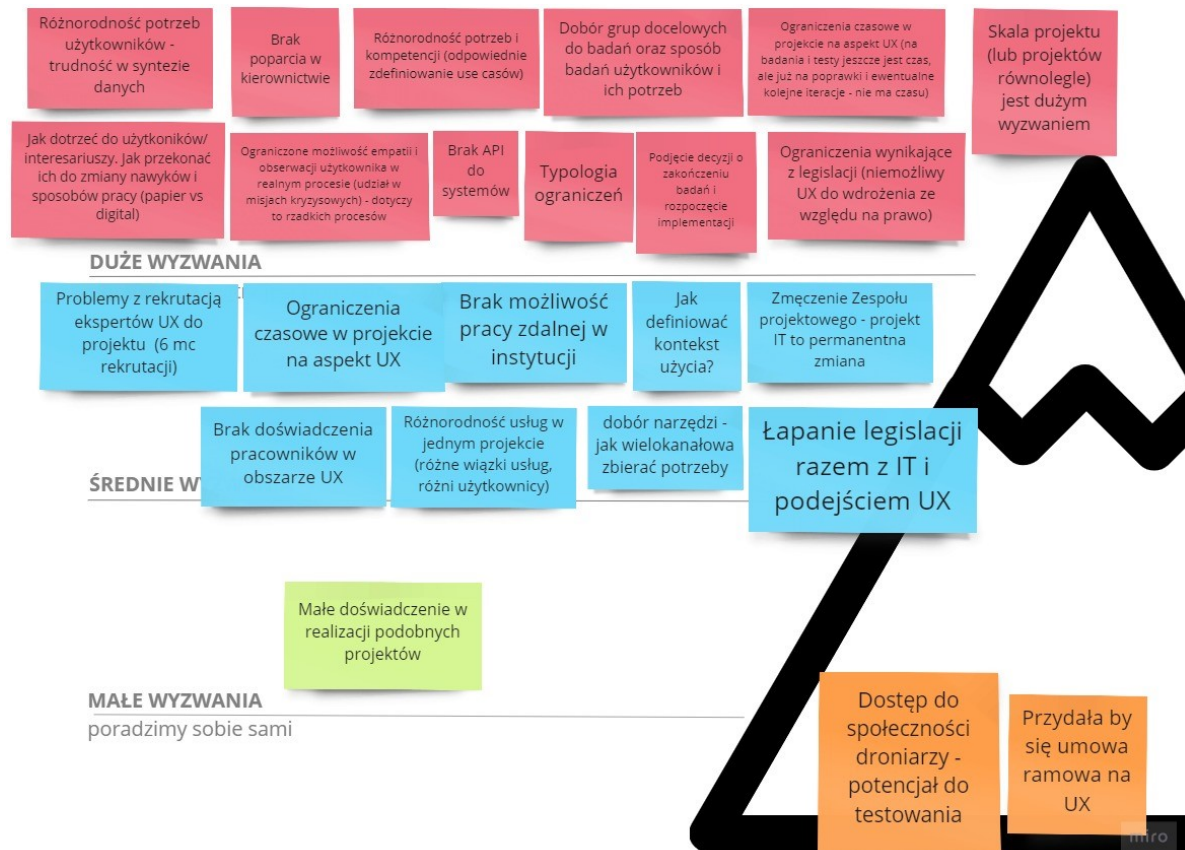 Różnorodność potrzeb
użytkowników -
trudność w syntezie
danych
Brak
poparcia w
kierownictwie
Różnorodność potrzeb i
kompetencji (odpowiednie
zdefiniowanie use casów)
Dobór grup docelowych
do badań oraz sposób
badań użytkowników i
ich potrzeb
Ograniczenia czasowe w
projekcie na aspekt UX (na
badania i testy jeszcze jest czas,
ale już na poprawki i ewentualne
kolejne iteracje - nie ma czasu)
Skala projektu
(lub projektów
równolegle)
jest dużym
wyzwaniem
Jak dotrzeć do użytkoników/
interesariuszy. Jak przekonać
ich do zmiany nawyków i
sposobów pracy (papier vs
digital)
Ograniczone możliwość empatii i
obserwacji użytkownika w
realnym procesie (udział w
misjach kryzysowych) - dotyczy
to rzadkich procesów
Brak API
do
systemów
Typologia
ograniczeń
Podjęcie decyzji o
zakończeniu
badań i
rozpoczęcie
implementacji
Ograniczenia wynikające
z legislacji (niemożliwy
UX do wdrożenia ze
względu na prawo)
DUŻE WYZWANIA
Problemy z rekrutacją
ekspertów UX do
projektu (6 mc
rekrutacji)
Ograniczenia
czasowe w projekcie
na aspekt UX
Brak możliwość
pracy zdalnej w
instytucji
Jak
definiować
kontekst
użycia?
Zmęczenie Zespołu
projektowego - projekt
IT to permanentna
zmiana
Brak doświadczenia
pracowników w
obszarze UX
Różnorodność usług w
jednym projekcie
(różne wiązki usług,
różni użytkownicy)
dobór narzędzi -
jak wielokanałowa
zbierać potrzeby
Łapanie legislacji
razem z IT i
podejściem UX
ŚREDNIE
Małe doświadczenie w
realizacji podobnych
projektów
MAŁE WYZWANIA
poradzimy sobie sami
Dostęp do
społeczności
droniarzy -
potencjał do
testowania
Przydała by
się umowa
ramowa na
UX
miro